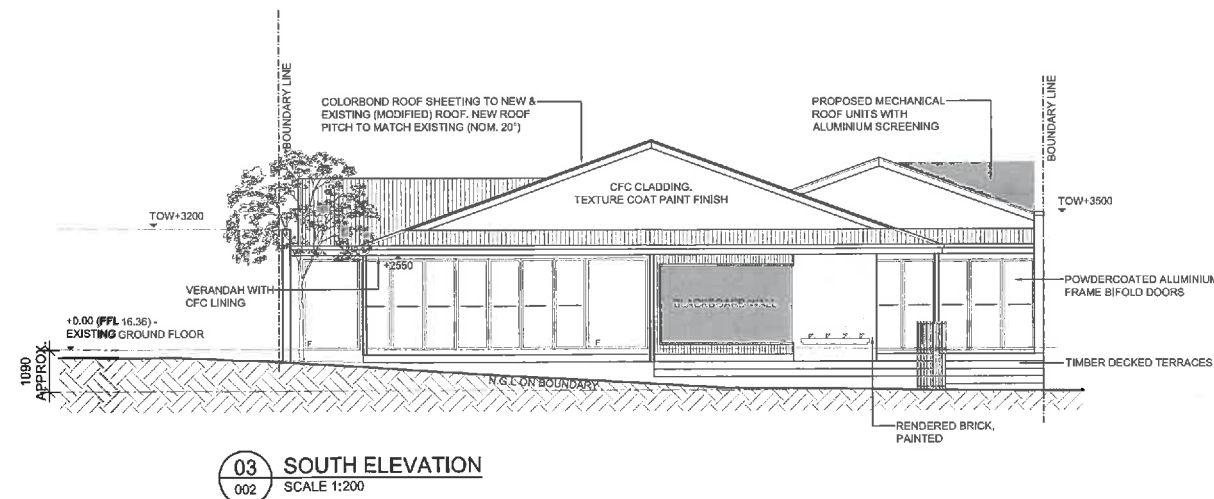 BOUNDARY LINE
COLORBOND ROOF SHEETING TO NEW &
EXISTING (MODIFIED) ROOF. NEW ROOF
PITCH TO MATCH EXISTING (NOM. 20°)
PROPOSED MECHANICAL
ROOF UNITS WITH
ALUMINIUM SCREENING
BOUNDARY LINE
CFC CLADDING.
TEXTURE COAT PAINT FINISH
TOW+3200
TOW+3500
+2550
VERANDAH WITH
CFC LINING
BLACKBOARD WALL
POWDERCOATED ALUMINIUM
FRAME BIFOLD DOORS
+0.00 (FFL 16.36) -
EXISTING GROUND FLOOR
F
F
1090
APPROX.
TIMBER DECKED TERRACES
N.G.L ON BOUNDARY
RENDERED BRICK,
PAINTED
03
002
SOUTH ELEVATION
SCALE 1:200